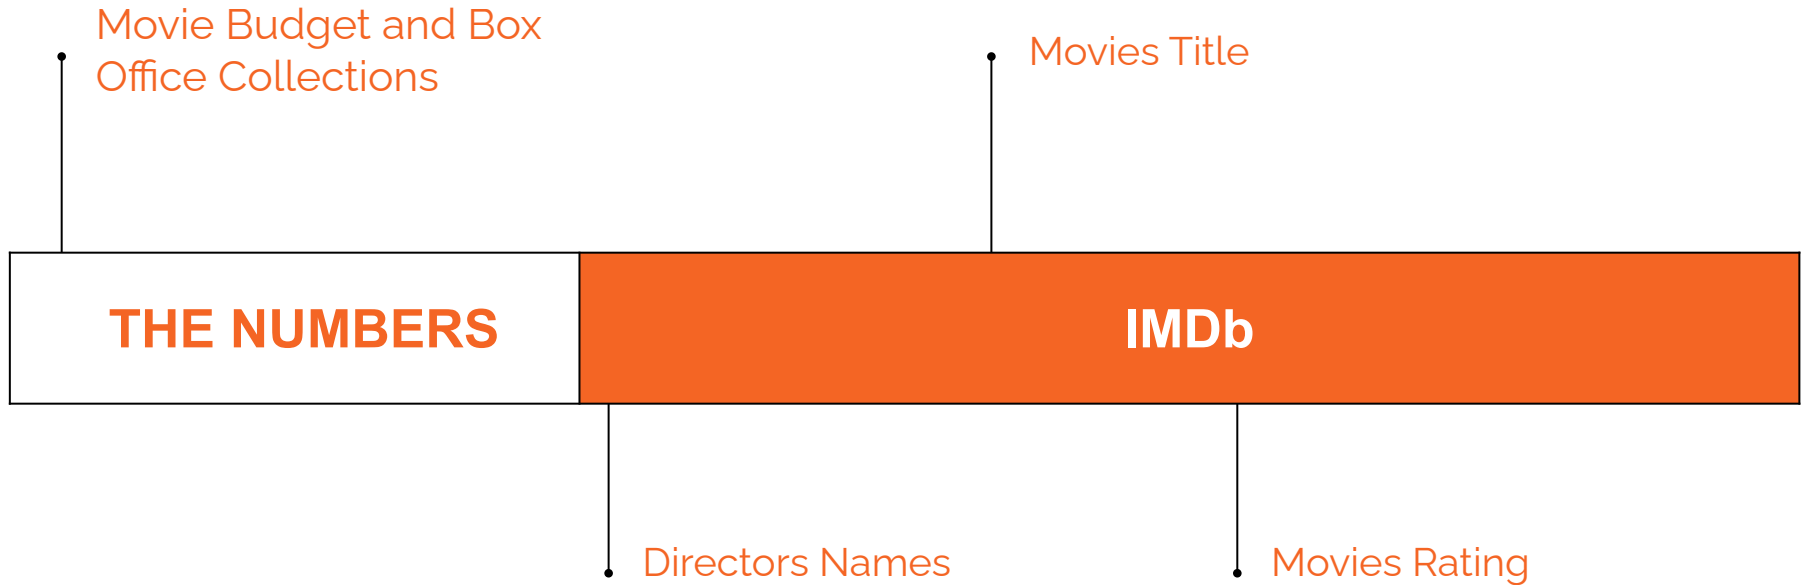 Movie Budget and Box
Office Collections
Movies Title
THE NUMBERS
IMDb
Directors Names
Movies Rating